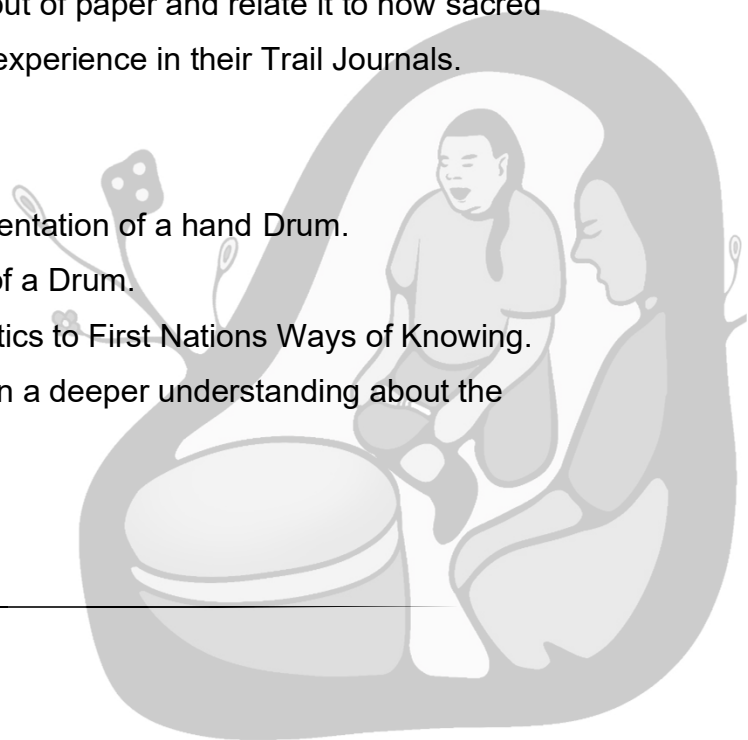 out of paper and relate it to how sacred
experience in their Trail Journals.
entation of a hand Drum.
of a Drum.
tics to First Nations Ways of Knowing.
n a deeper understanding about the